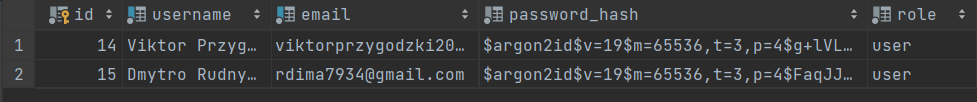 id username email password_hash role
1 14 Viktor Przyg… viktorprzygodzki20… $argon2id$v=19$m=65536,t=3,p=4$g+lVL… user
2 15 Dmytro Rudny… rdima7934@gmail.com $argon2id$v=19$m=65536,t=3,p=4$FaqJJ… user